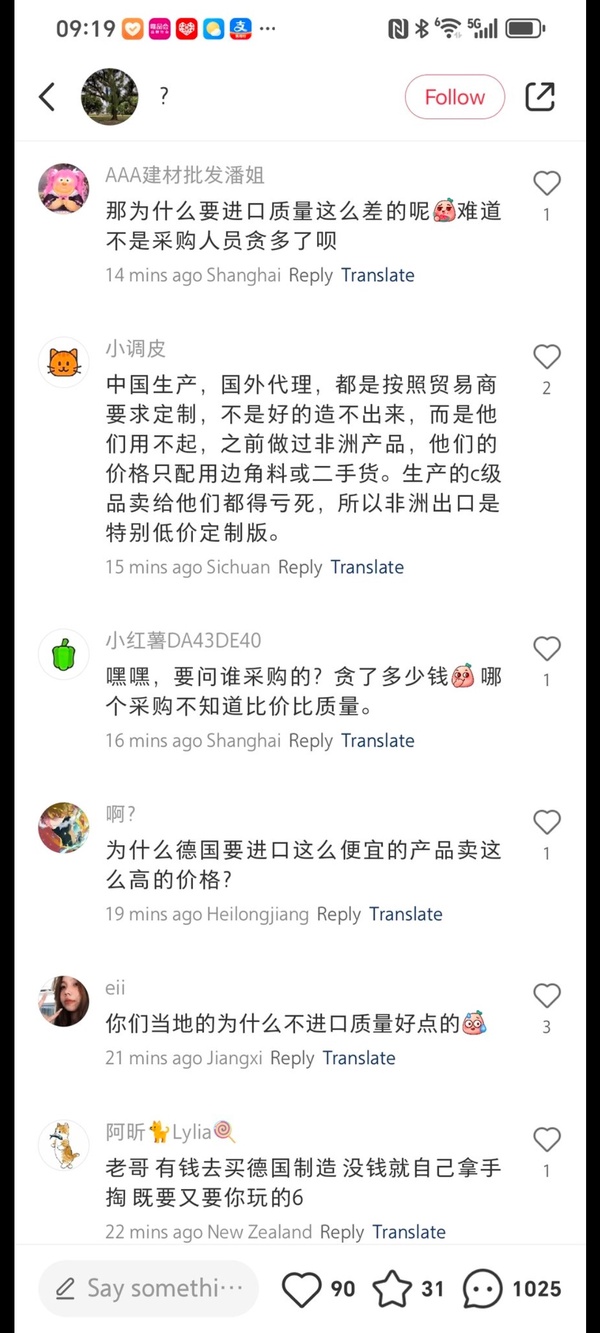 09:19
5G
?
Follow
AAA建材批发潘姐
那为什么要进口质量这么差的呢难道
不是采购人员贪多了呗
1
14 mins ago Shanghai Reply Translate
小调皮
中国生产，国外代理，都是按照贸易商
要求定制，不是好的造不出来，而是他
们用不起，之前做过非洲产品，他们的
价格只配用边角料或二手货。生产的c级
品卖给他们都得亏死，所以非洲出口是
特别低价定制版。
2
15 mins ago Sichuan Reply Translate
小红薯DA43DE40
嘿嘿，要问谁采购的？贪了多少钱 哪
个采购不知道比价比质量。
1
16 mins ago Shanghai Reply Translate
啊?
为什么德国要进口这么便宜的产品卖这
么高的价格?
1
19 mins ago Heilongjiang Reply Translate
eii
你们当地的为什么不进口质量好点的
3
21 mins ago Jiangxi Reply Translate
阿昕🐈Lylia🍭
老哥 有钱去买德国制造 没钱就自己拿手
掏 既要又要你玩的6
1
22 mins ago New Zealand Reply Translate
Say somethi···
90
31
1025